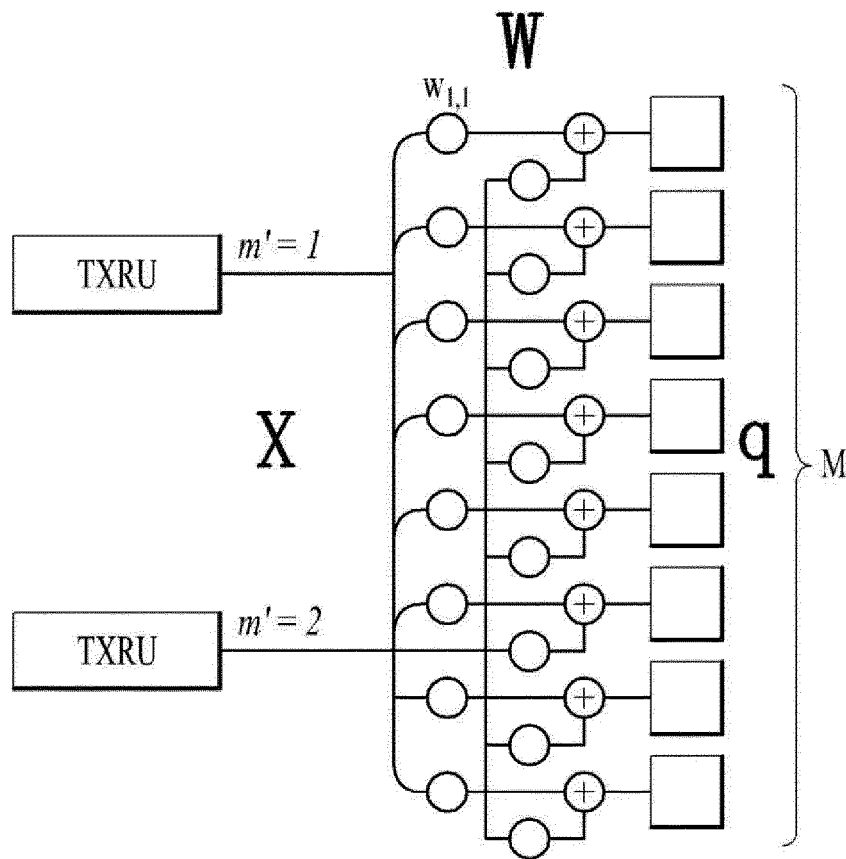 W
w1,1
TXRU
m' = 1
X
q
M
TXRU
m' = 2